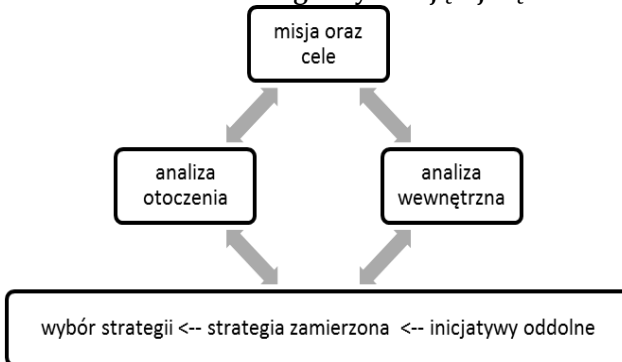 misja oraz
cele
analiza
otoczenia
analiza
wewnętrzna
wybór strategii <-- strategia zamierzona <-- inicjatywy oddolne